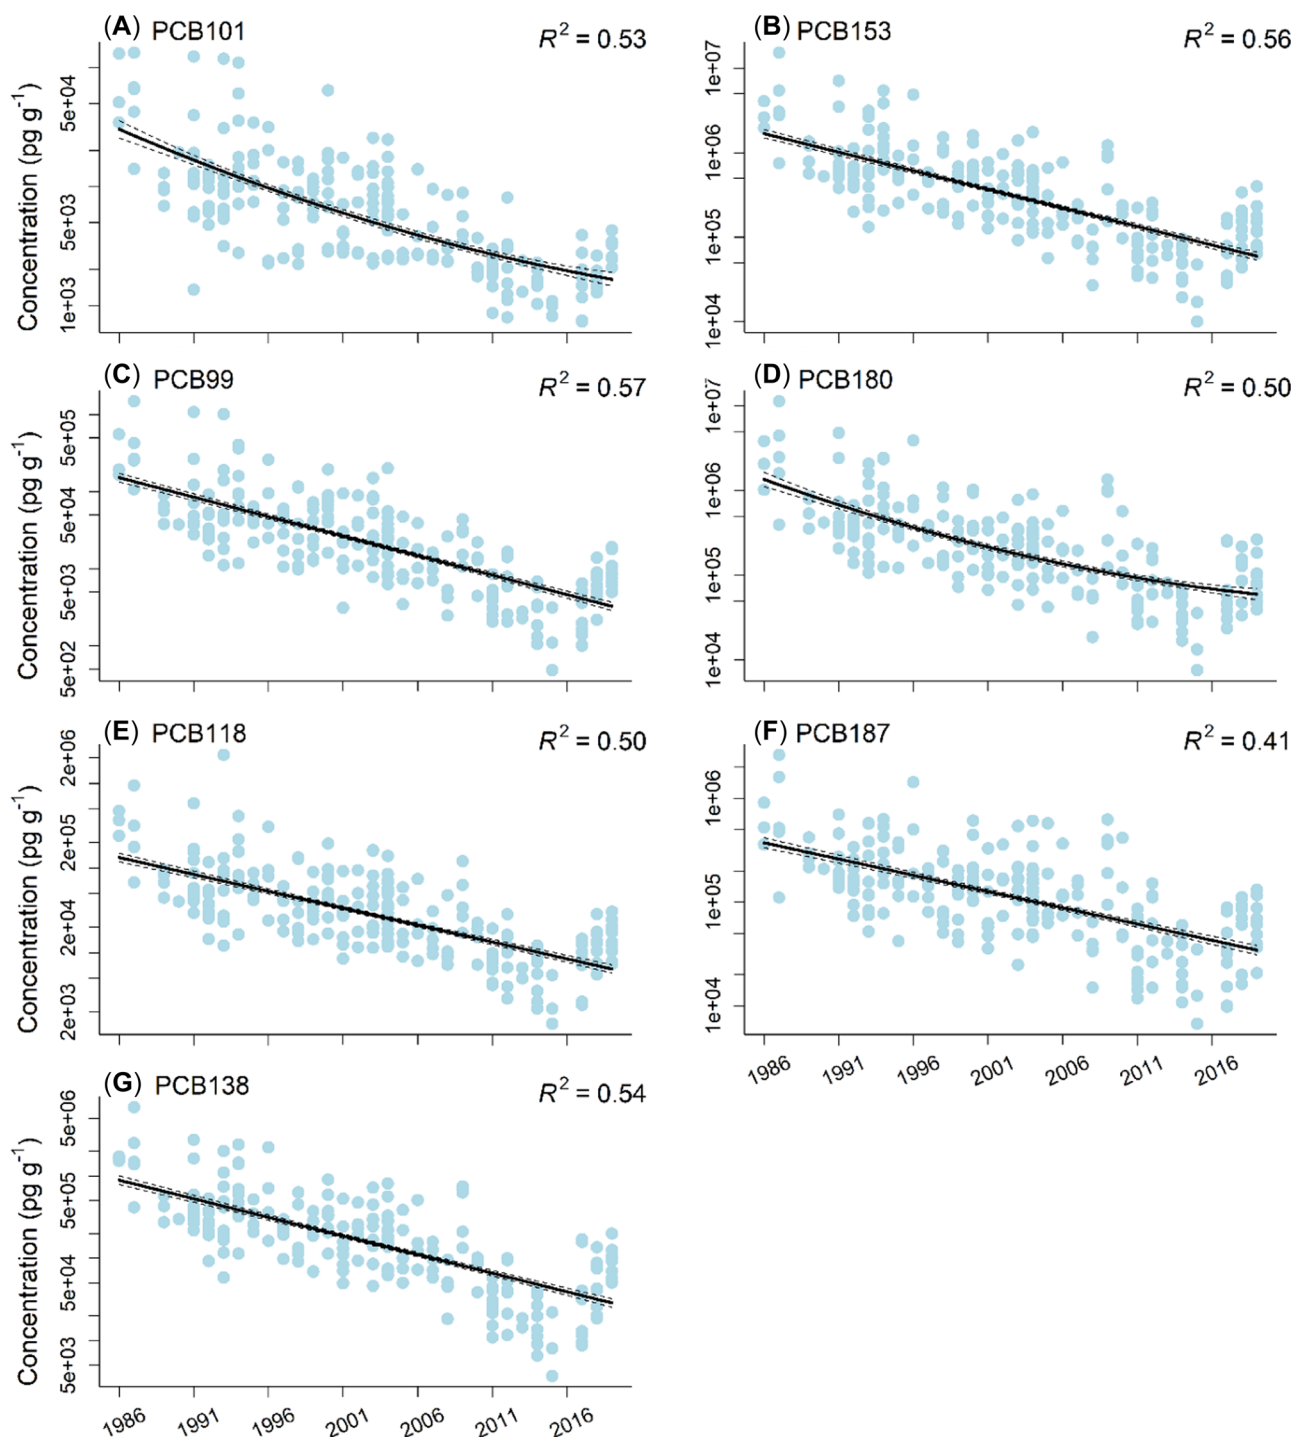 (A) PCB101
R² = 0.53
Concentration (pg g⁻¹)
5e+04
5e+03
1e+03
(B) PCB153
R² = 0.56
1e+07
1e+06
1e+05
1e+04
(C) PCB99
R² = 0.57
Concentration (pg g⁻¹)
5e+05
5e+04
5e+03
5e+02
(D) PCB180
R² = 0.50
1e+07
1e+06
1e+05
1e+04
(E) PCB118
R² = 0.50
Concentration (pg g⁻¹)
2e+06
2e+05
2e+04
2e+03
(F) PCB187
R² = 0.41
1e+06
1e+05
1e+04
1986 1991 1996 2001 2006 2011 2016
(G) PCB138
R² = 0.54
Concentration (pg g⁻¹)
5e+06
5e+05
5e+04
5e+03
1986 1991 1996 2001 2006 2011 2016